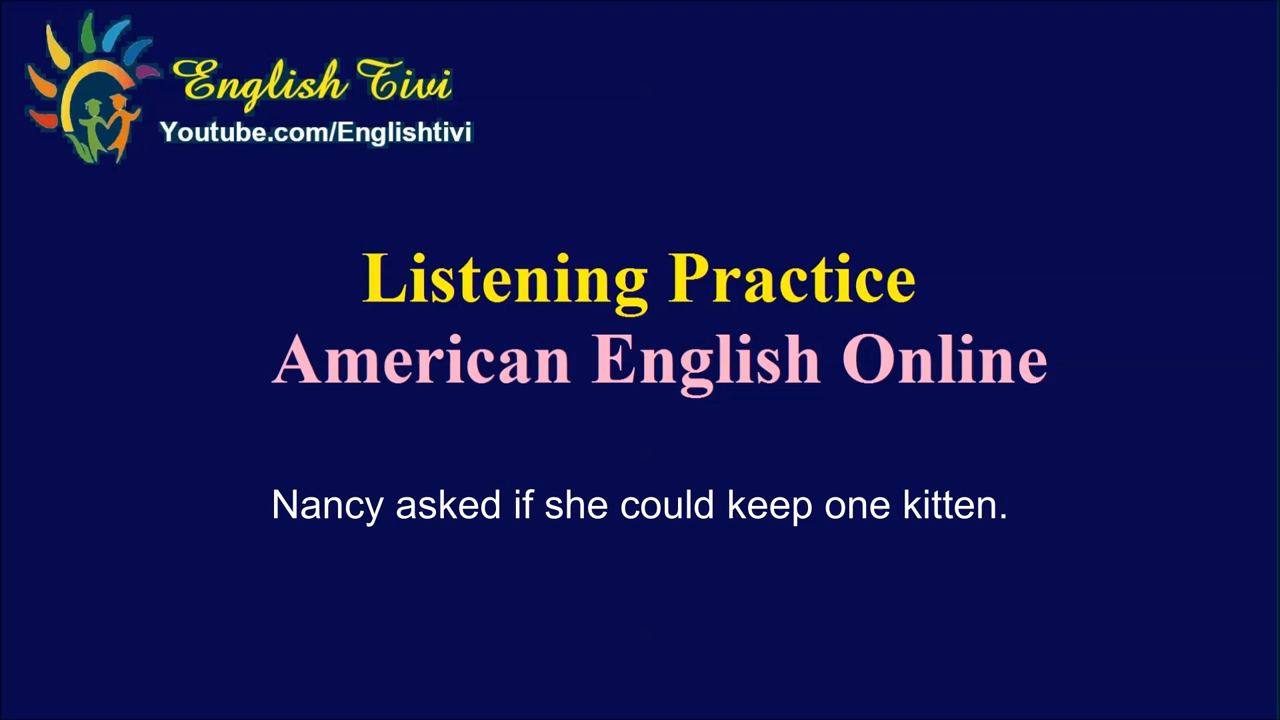 English Tivi
Youtube.com/Englishtivi
Listening Practice
American English Online
Nancy asked if she could keep one kitten.